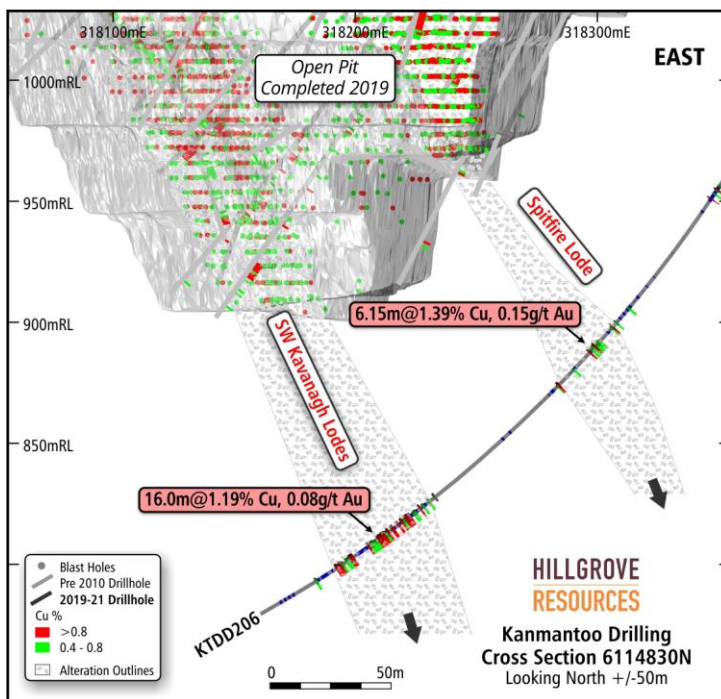 318100mE
318200mE
318300mE
EAST
Open Pit
Completed 2019
1000mRL
950mRL
Spitfire Lode
6.15m@1.39% Cu, 0.15g/t Au
900mRL
SW Kavanagh Lodes
850mRL
16.0m@1.19% Cu, 0.08g/t Au
Blast Holes
Pre 2010 Drillhole
2019-21 Drillhole
Cu %
>0.8
0.4 - 0.8
Alteration Outlines
KTDD206
0
50m
HILLGROVE
RESOURCES
Kanmantoo Drilling
Cross Section 6114830N
Looking North +/-50m